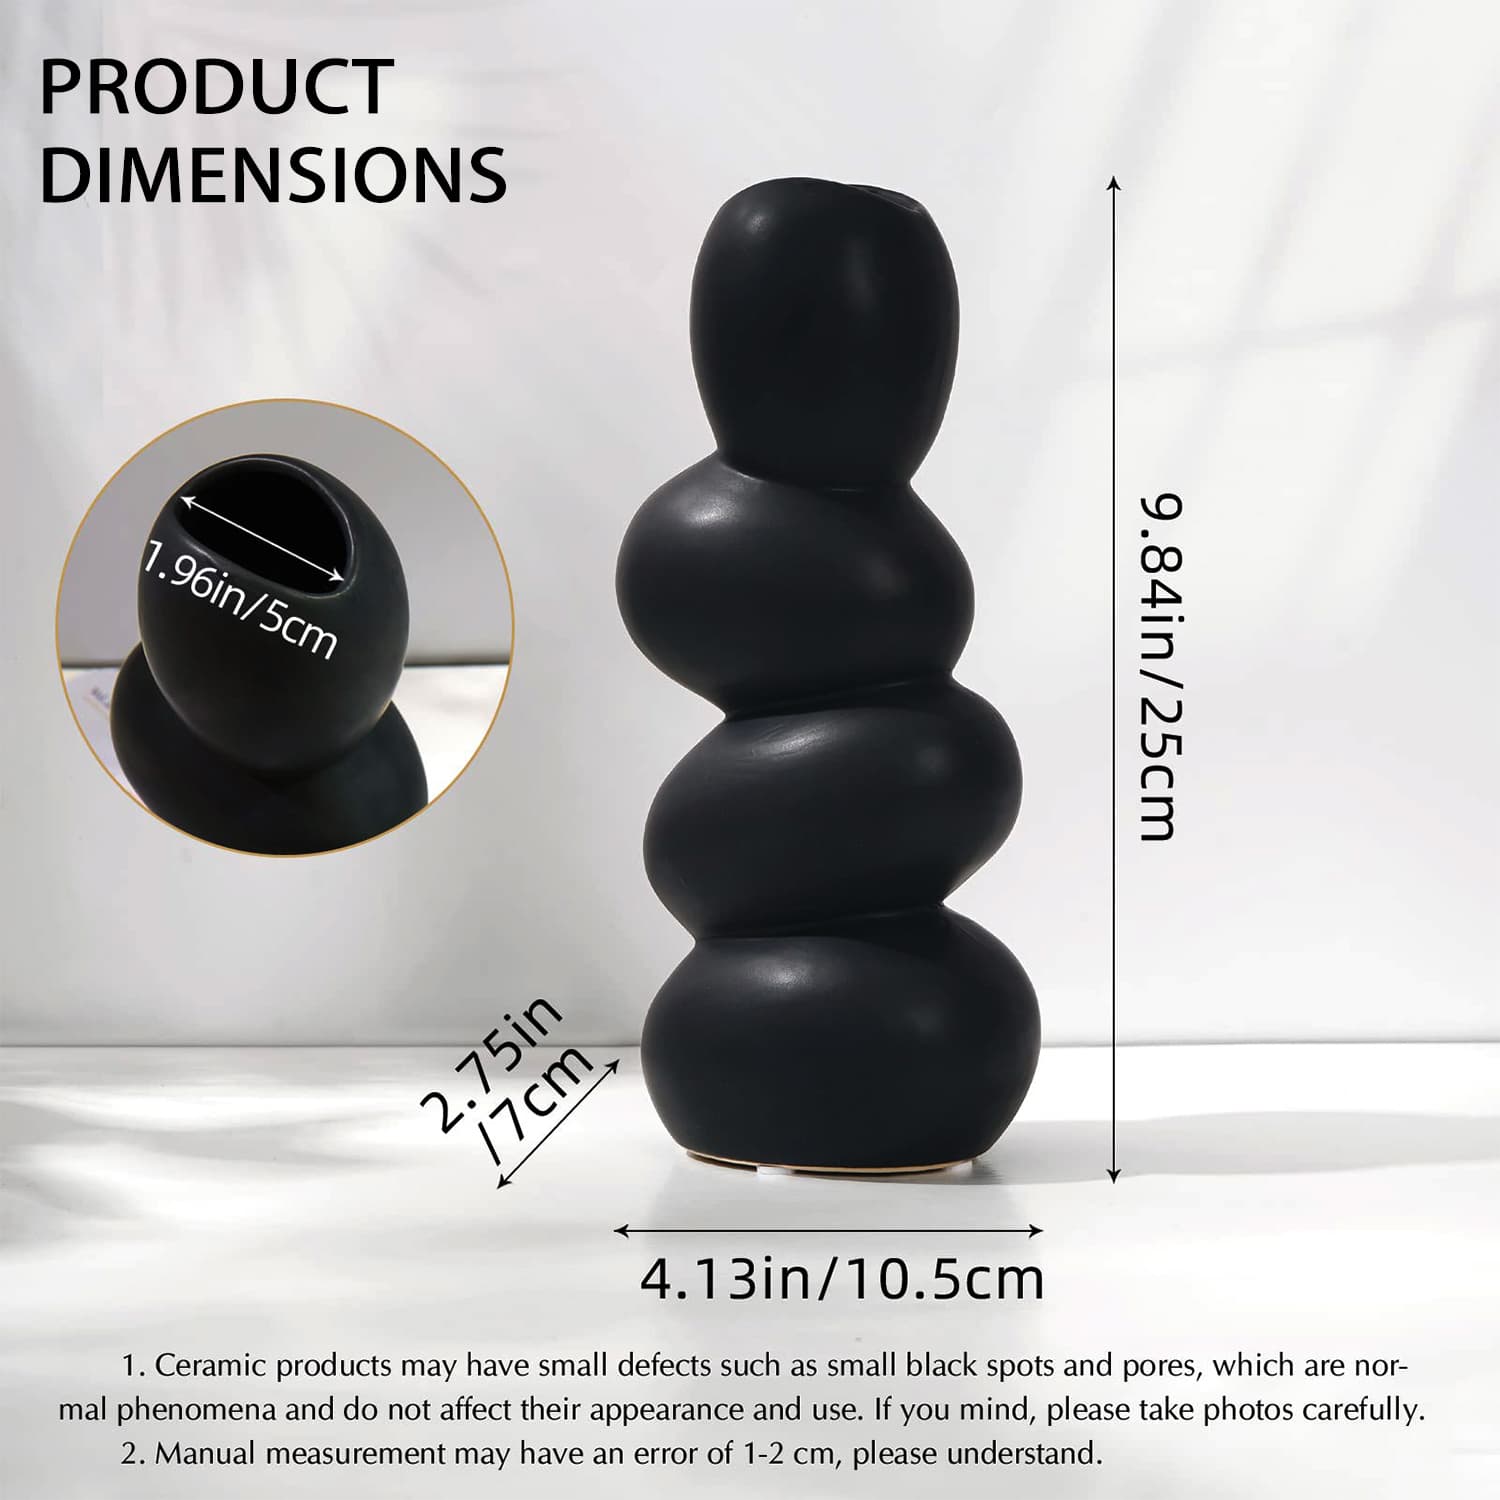 PRODUCT
DIMENSIONS
1.96in/5cm
9.84in/25cm
2.75in
/7cm
4.13in/10.5cm
1. Ceramic products may have small defects such as small black spots and pores, which are nor-
mal phenomena and do not affect their appearance and use. If you mind, please take photos carefully.
2. Manual measurement may have an error of 1-2 cm, please understand.